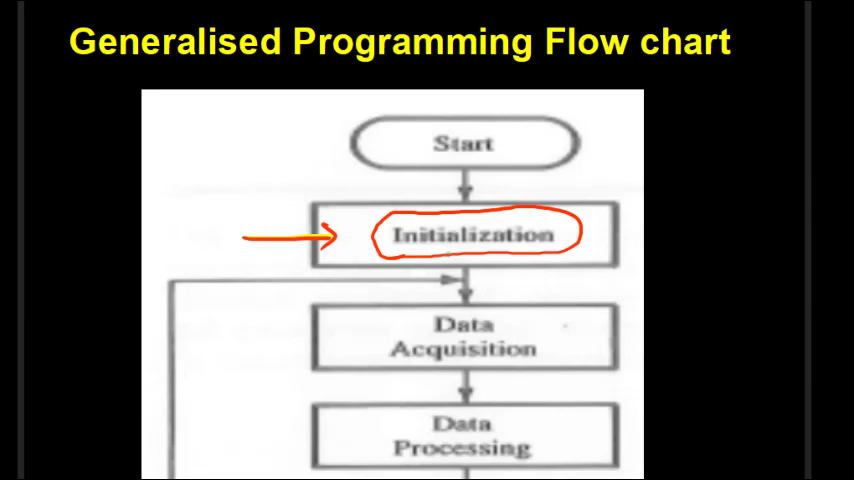 Generalised Programming Flow chart
Start
Initialization
Data
Acquisition
Data
Processing